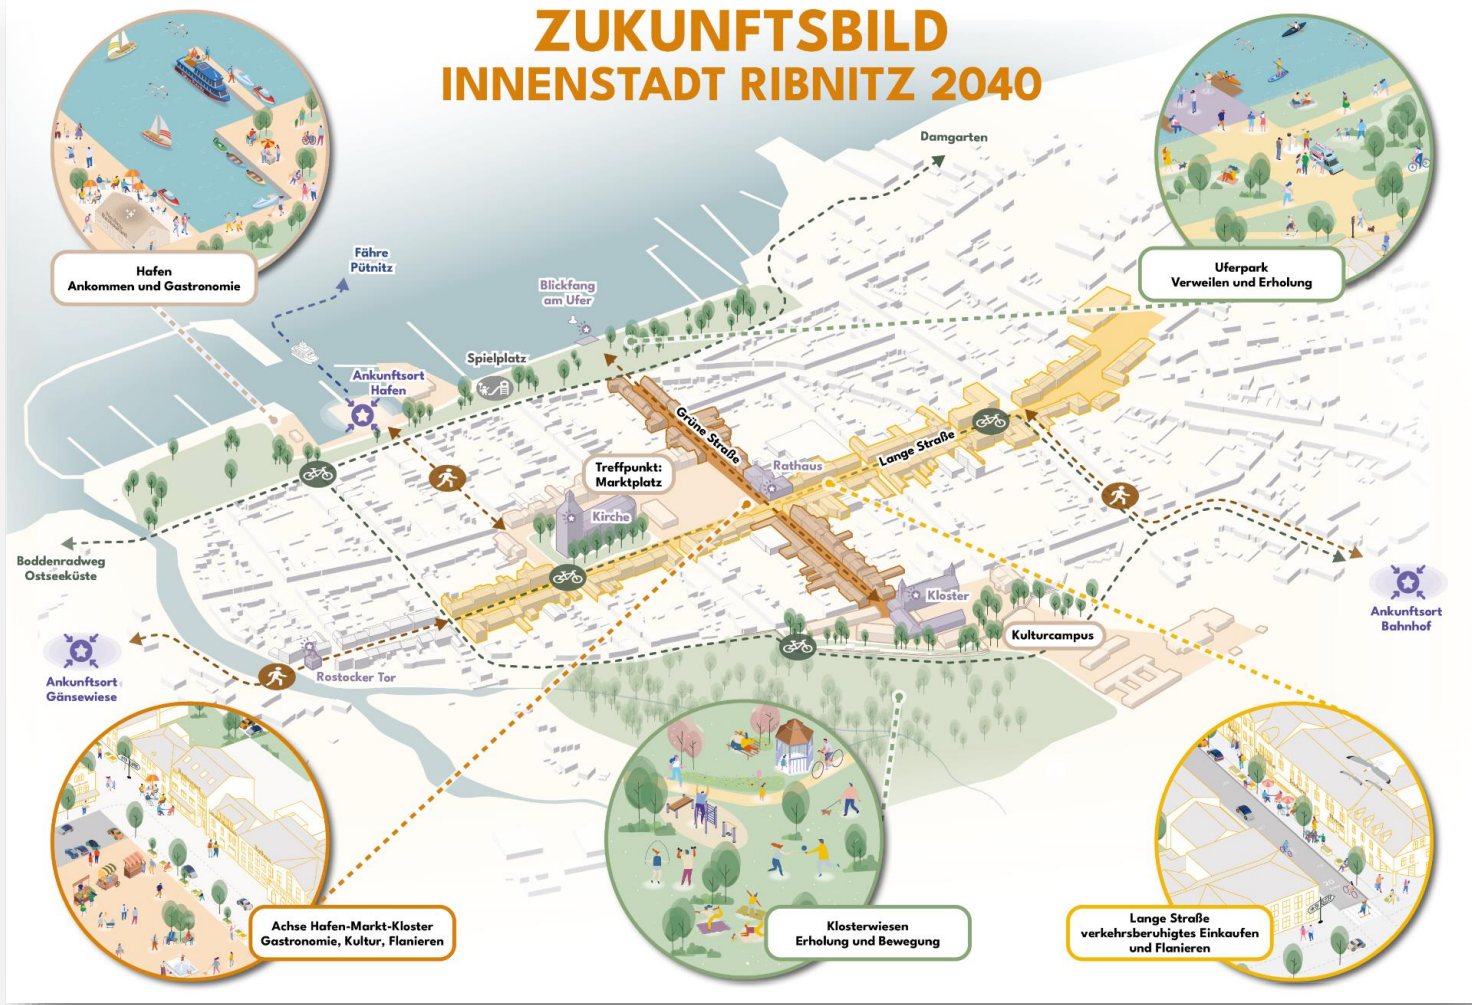 ZUKUNFTSBILD
INNENSTADT RIBNITZ 2040
Damgarten
Fähre
Pütnitz
Hafen
Ankommen und Gastronomie
Uferpark
Verweilen und Erholung
Blickfang
am Ufer
Spielplatz
Ankunftsort
Hafen
Grüne Straße
Lange Straße
Treffpunkt:
Marktplatz
Rathaus
Kirche
Boddenradweg
Ostseeküste
Kloster
Ankunftsort
Bahnhof
Kulturcampus
Ankunftsort
Gänsewiese
Rostocker Tor
Achse Hafen-Markt-Kloster
Gastronomie, Kultur, Flanieren
Klosterwiesen
Erholung und Bewegung
Lange Straße
verkehrsberuhigtes Einkaufen
und Flanieren